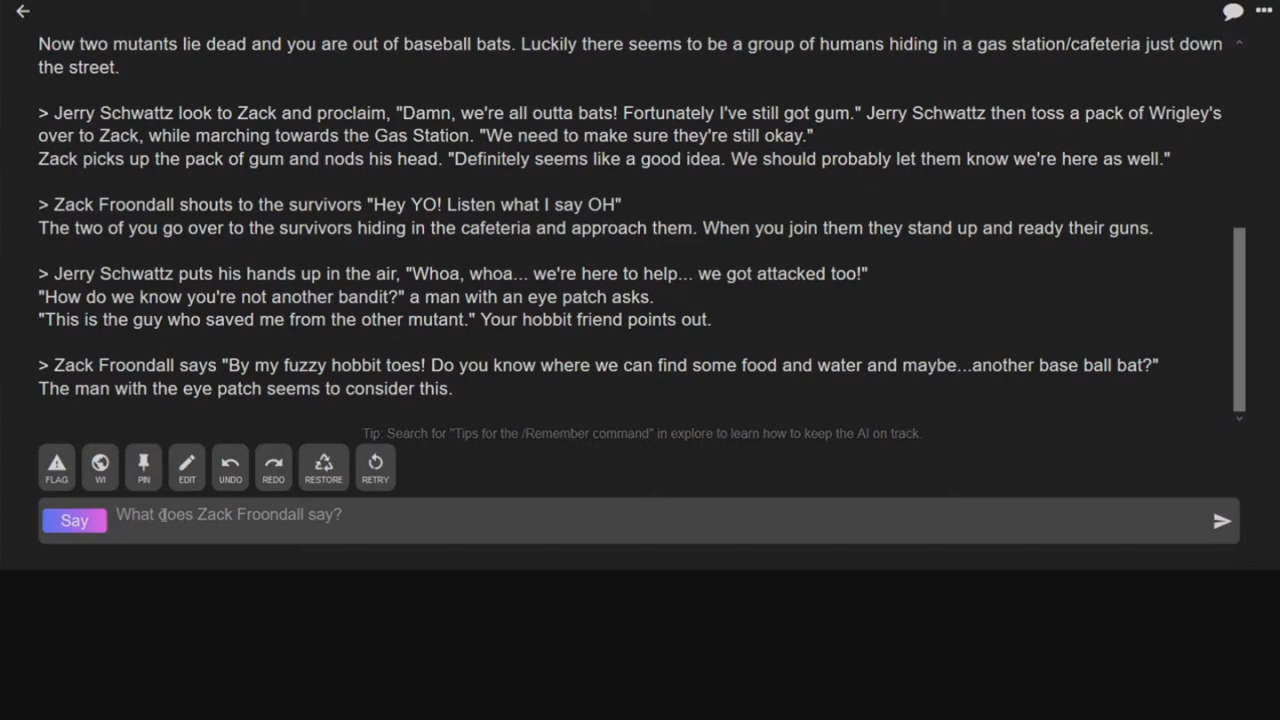 Now two mutants lie dead and you are out of baseball bats. Luckily there seems to be a group of humans hiding in a gas station/cafeteria just down
the street.
> Jerry Schwattz look to Zack and proclaim, "Damn, we're all outta bats! Fortunately I've still got gum." Jerry Schwattz then toss a pack of Wrigley's
over to Zack, while marching towards the Gas Station. "We need to make sure they're still okay."
Zack picks up the pack of gum and nods his head. "Definitely seems like a good idea. We should probably let them know we're here as well."
> Zack Froondall shouts to the survivors "Hey YO! Listen what I say OH"
The two of you go over to the survivors hiding in the cafeteria and approach them. When you join them they stand up and ready their guns.
> Jerry Schwattz puts his hands up in the air, "Whoa, whoa... we're here to help... we got attacked too!"
"How do we know you're not another bandit?" a man with an eye patch asks.
"This is the guy who saved me from the other mutant." Your hobbit friend points out.
> Zack Froondall says "By my fuzzy hobbit toes! Do you know where we can find some food and water and maybe...another base ball bat?"
The man with the eye patch seems to consider this.
Tip: Search for "Tips for the /Remember command" in explore to learn how to keep the AI on track.
FLAG WI PIN EDIT UNDO REDO RESTORE RETRY
Say What does Zack Froondall say?